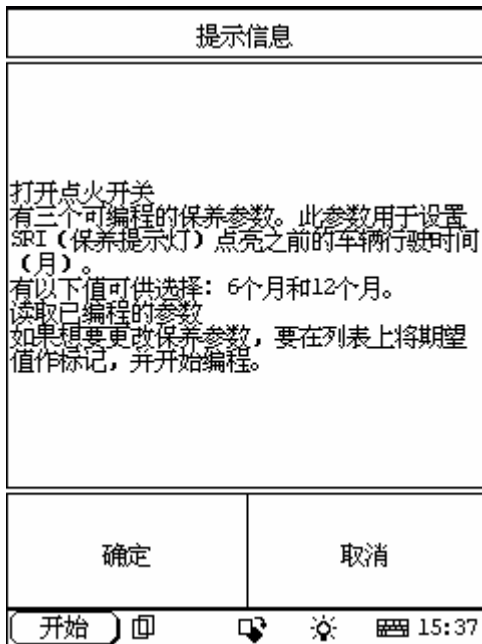 提示信息
打开点火开关
有三个可编程的保养参数。此参数用于设置
SRI(保养提示灯)点亮之前的车辆行驶时间
(月)。
有以下值可供选择: 6个月和12个月。
读取已编程的参数
如果想要更改保养参数,要在列表上将期望
值作标记,并开始编程。
确定
取消
开始
15:37